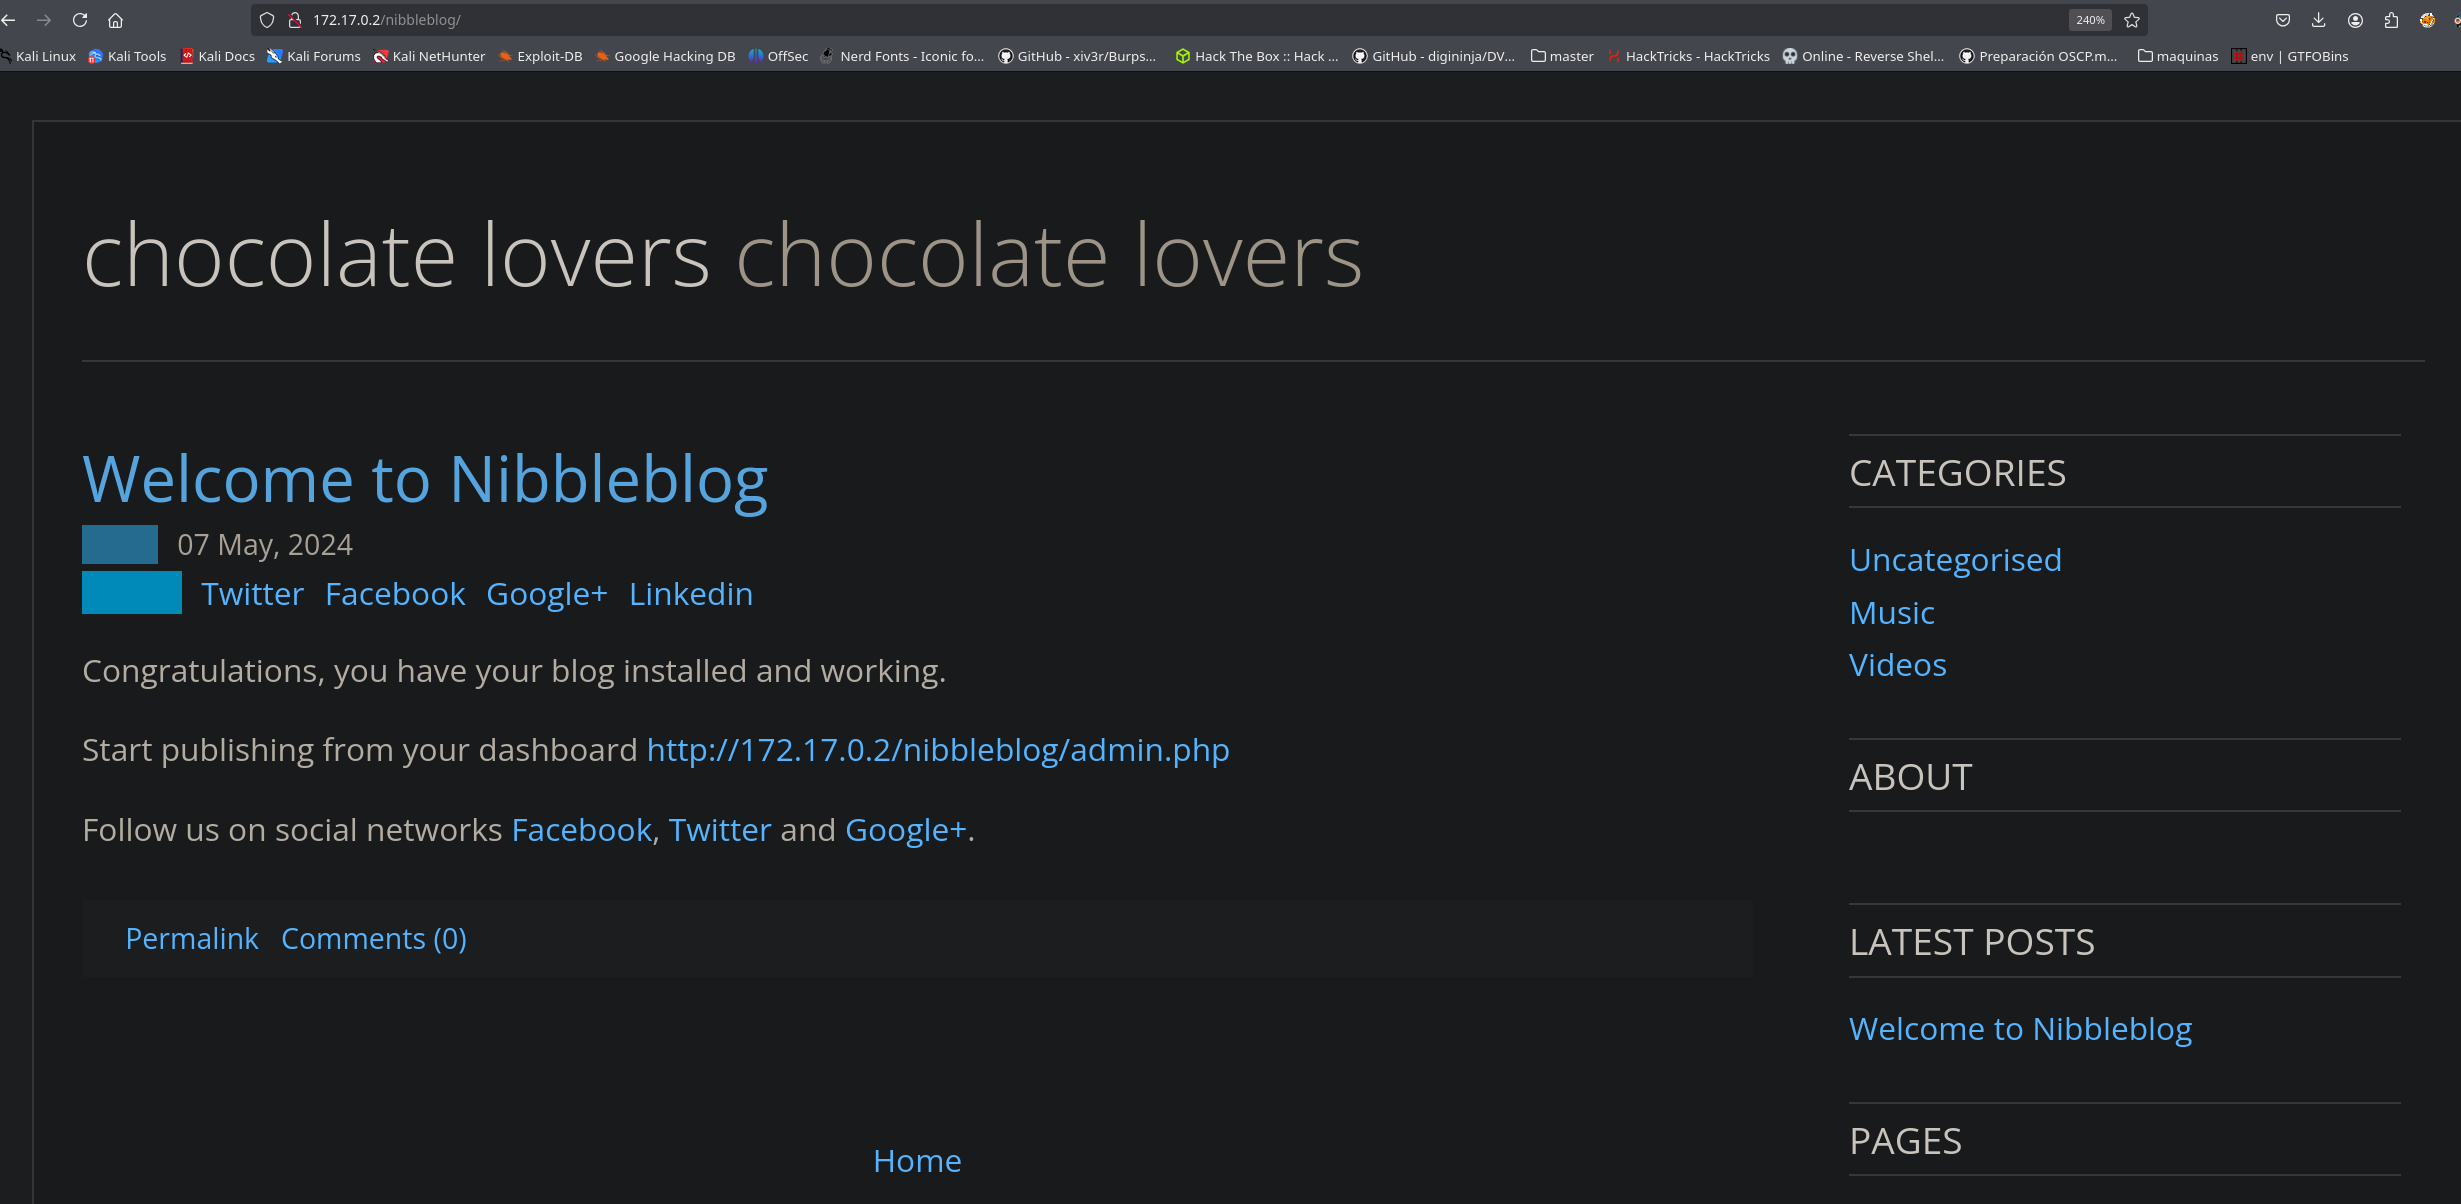 172.17.0.2/nibbleblog/ 240%
Kali Linux Kali Tools Kali Docs Kali Forums Kali NetHunter Exploit-DB Google Hacking DB OffSec Nerd Fonts - Iconic fo... GitHub - xiv3r/Burps... Hack The Box :: Hack ... GitHub - digininja/DV... master HackTricks - HackTricks Online - Reverse Shel... Preparación OSCP.m... maquinas env | GTFOBins
chocolate lovers chocolate lovers
Welcome to Nibbleblog
07 May, 2024
Twitter Facebook Google+ Linkedin
Congratulations, you have your blog installed and working.
Start publishing from your dashboard http://172.17.0.2/nibbleblog/admin.php
Follow us on social networks Facebook, Twitter and Google+.
Permalink Comments (0)
Home
CATEGORIES
Uncategorised
Music
Videos
ABOUT
LATEST POSTS
Welcome to Nibbleblog
PAGES